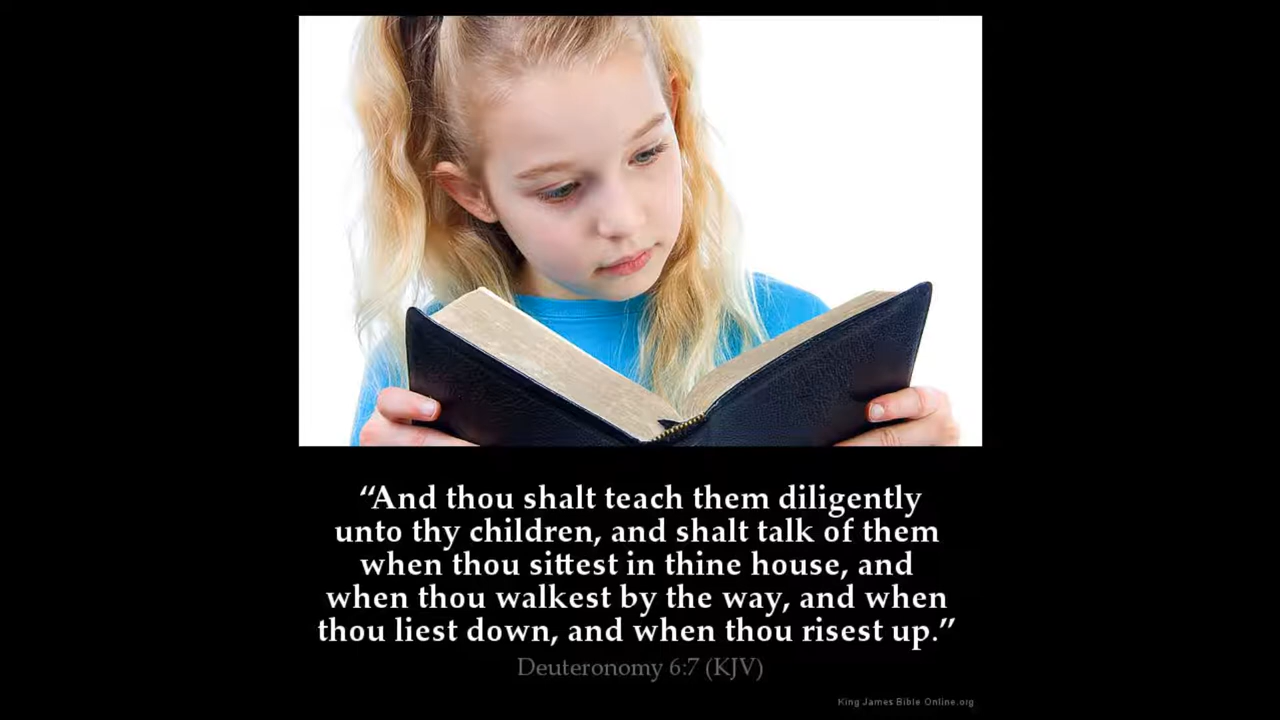 “And thou shalt teach them diligently
unto thy children, and shalt talk of them
when thou sittest in thine house, and
when thou walkest by the way, and when
thou liest down, and when thou risest up.”
Deuteronomy 6:7 (KJV)
King James Bible Online.org